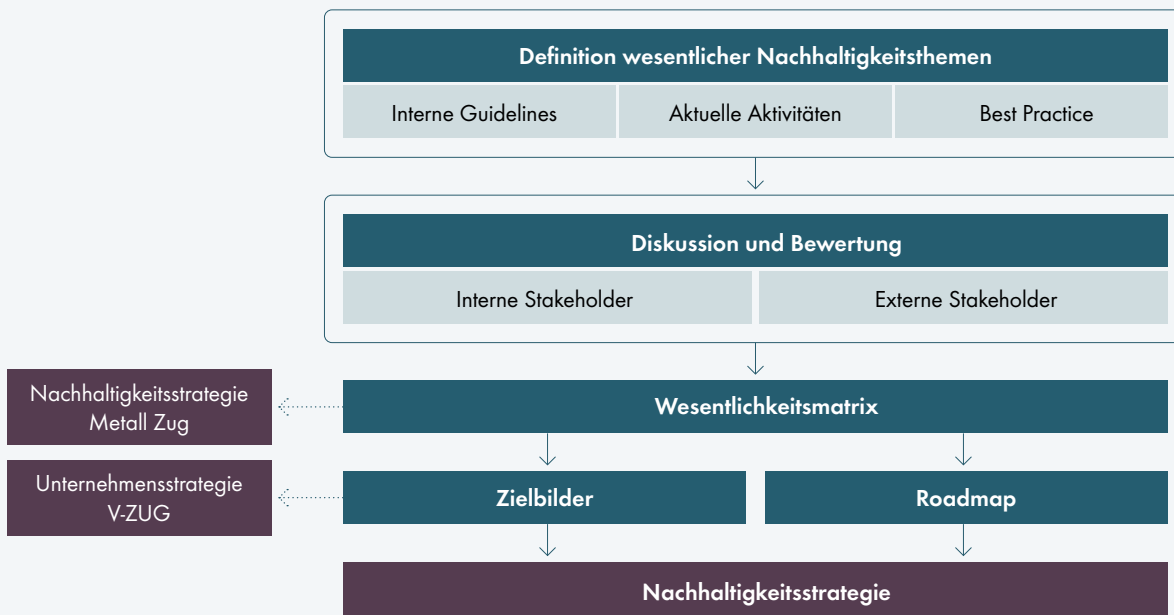 Definition wesentlicher Nachhaltigkeitsthemen
Interne Guidelines
Aktuelle Aktivitäten
Best Practice
Diskussion und Bewertung
Interne Stakeholder
Externe Stakeholder
Nachhaltigkeitsstrategie
Metall Zug
Wesentlichkeitsmatrix
Unternehmensstrategie
V-ZUG
Zielbilder
Roadmap
Nachhaltigkeitsstrategie